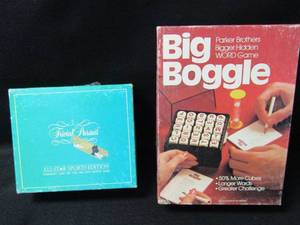 Trivial Pursuit
ALL-STAR SPORTS EDITION
Big
Boggle
Parker Brothers
Bigger Hidden
WORD Game
• 50% More Cubes
• Longer Words
• Greater Challenge